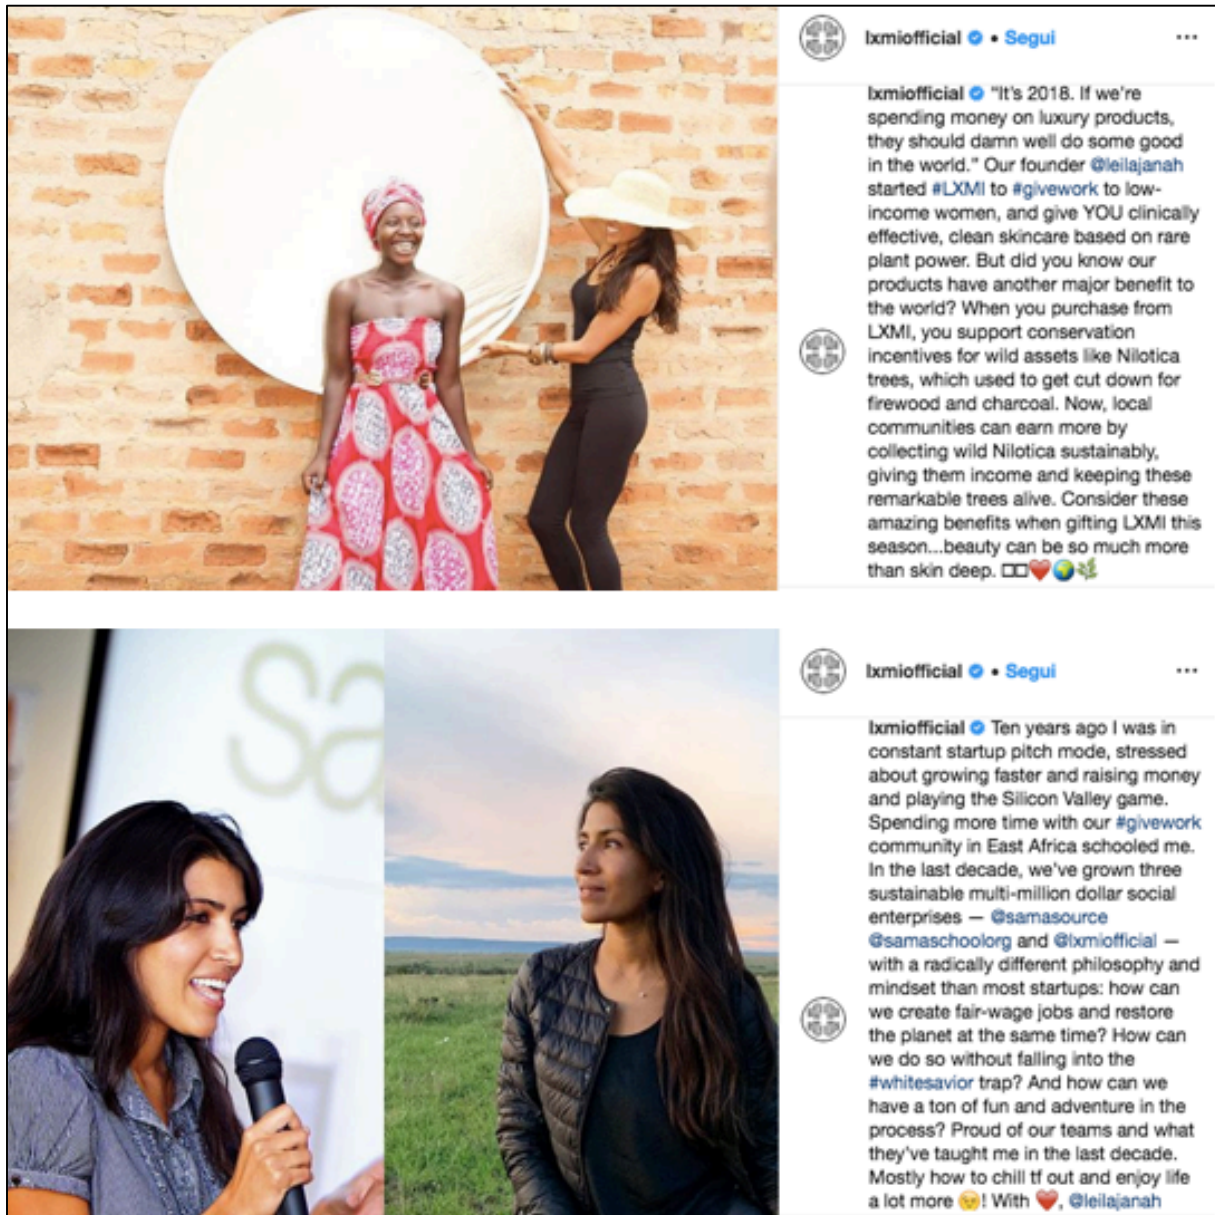 lxmiofficial • Segui
lxmiofficial "It's 2018. If we're
spending money on luxury products,
they should damn well do some good
in the world." Our founder @leilajanah
started #LXMI to #givework to low-
income women, and give YOU clinically
effective, clean skincare based on rare
plant power. But did you know our
products have another major benefit to
the world? When you purchase from
LXMI, you support conservation
incentives for wild assets like Nilotica
trees, which used to get cut down for
firewood and charcoal. Now, local
communities can earn more by
collecting wild Nilotica sustainably,
giving them income and keeping these
remarkable trees alive. Consider these
amazing benefits when gifting LXMI this
season...beauty can be so much more
than skin deep. □□❤️🌍🌿
sa
lxmiofficial • Segui
lxmiofficial Ten years ago I was in
constant startup pitch mode, stressed
about growing faster and raising money
and playing the Silicon Valley game.
Spending more time with our #givework
community in East Africa schooled me.
In the last decade, we've grown three
sustainable multi-million dollar social
enterprises — @samasource
@samaschoolorg and @lxmiofficial —
with a radically different philosophy and
mindset than most startups: how can
we create fair-wage jobs and restore
the planet at the same time? How can
we do so without falling into the
#whitesavior trap? And how can we
have a ton of fun and adventure in the
process? Proud of our teams and what
they've taught me in the last decade.
Mostly how to chill tf out and enjoy life
a lot more 😉! With ❤️, @leilajanah